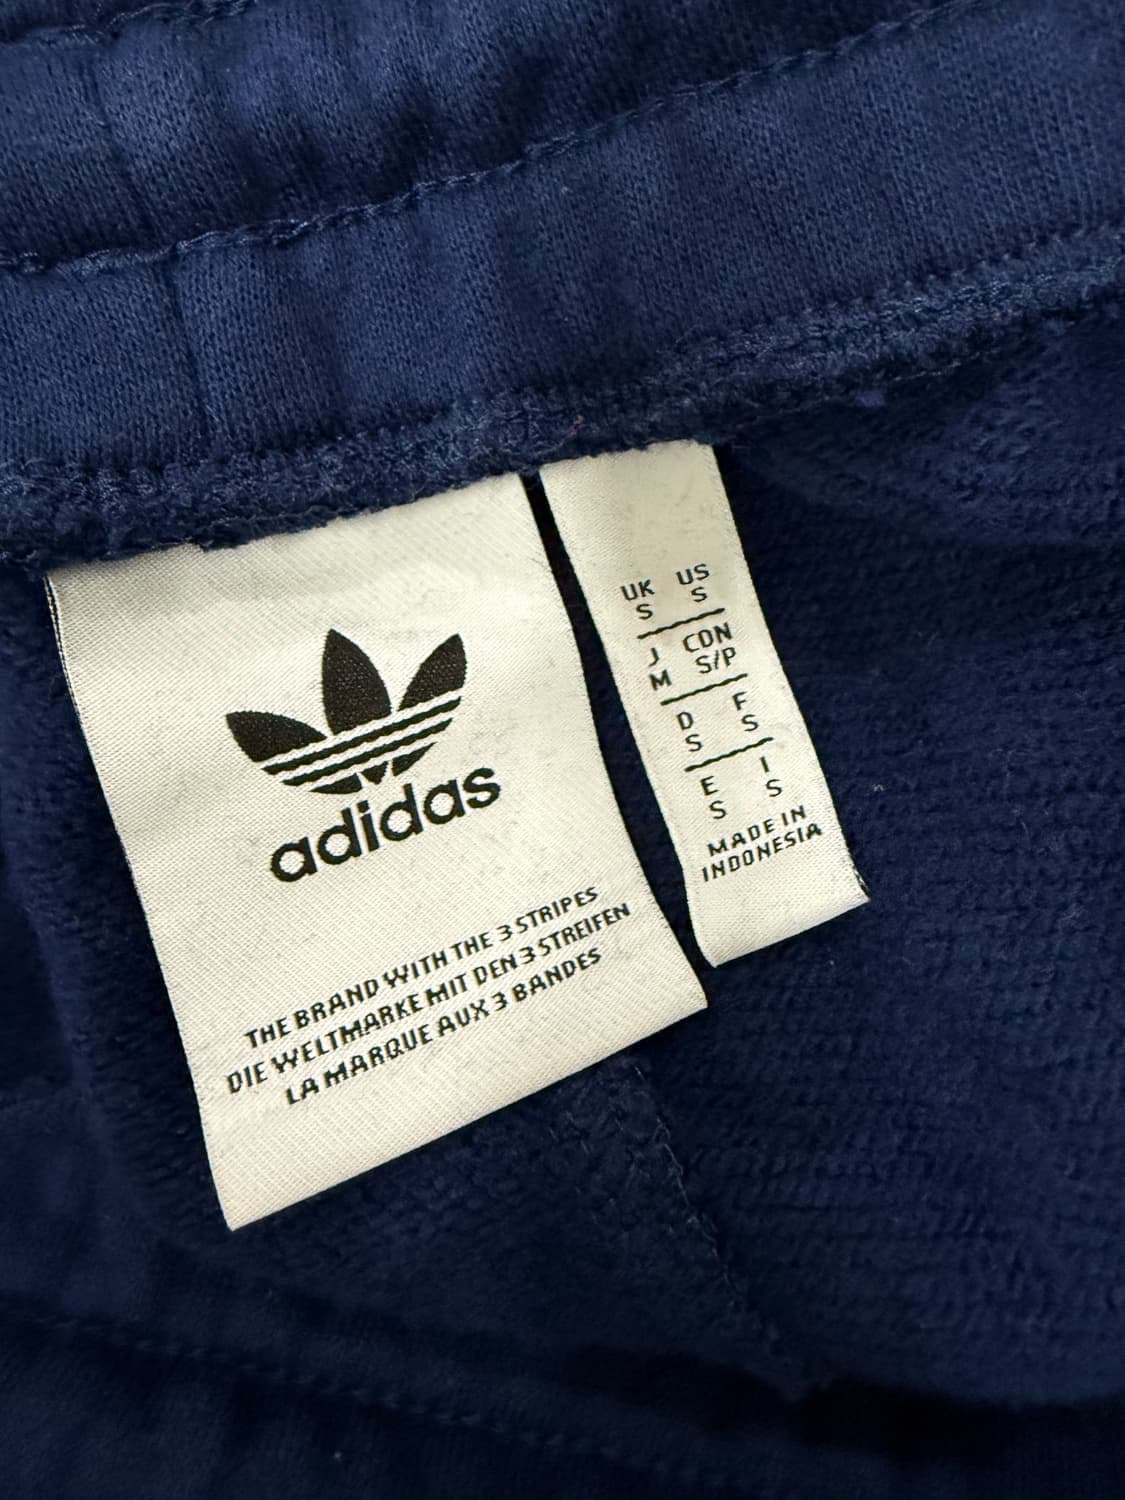 adidas
THE BRAND WITH THE 3 STRIPES
DIE WELTMARKE MIT DEN 3 STREIFEN
LA MARQUE AUX 3 BANDES
UK US
S S
J CDN
M S/P
D F
S S
E I
S S
MADE IN
INDONESIA